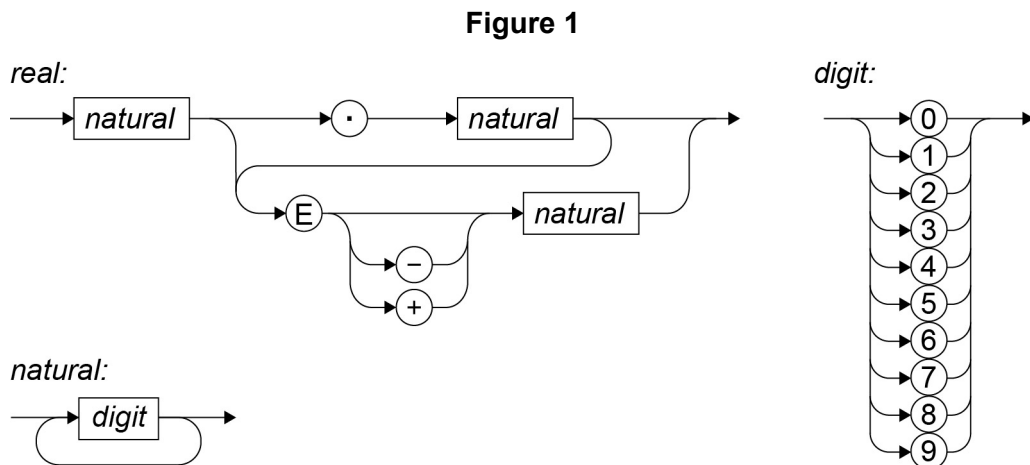 Figure 1
real:
natural . natural
E natural
−
+
natural:
digit
digit:
0
1
2
3
4
5
6
7
8
9